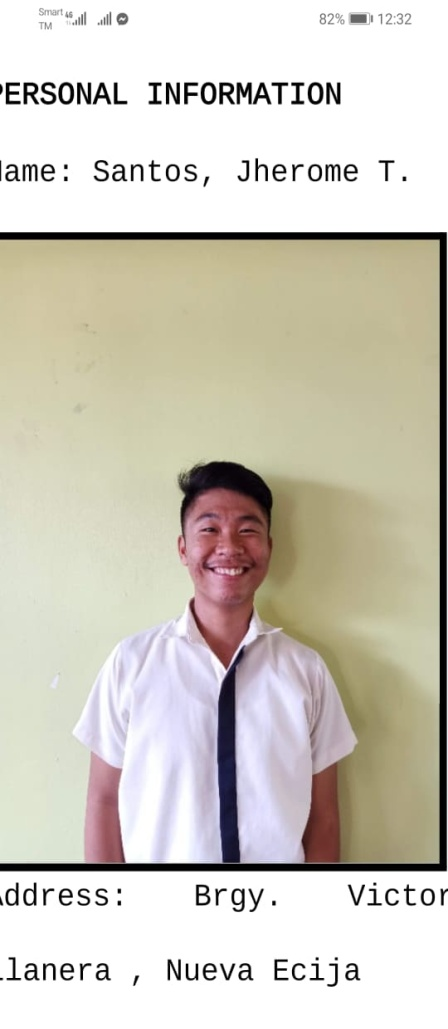 Smart 4G
TM 82% 12:32
PERSONAL INFORMATION
Name: Santos, Jherome T.
Address: Brgy. Victor
llanera , Nueva Ecija